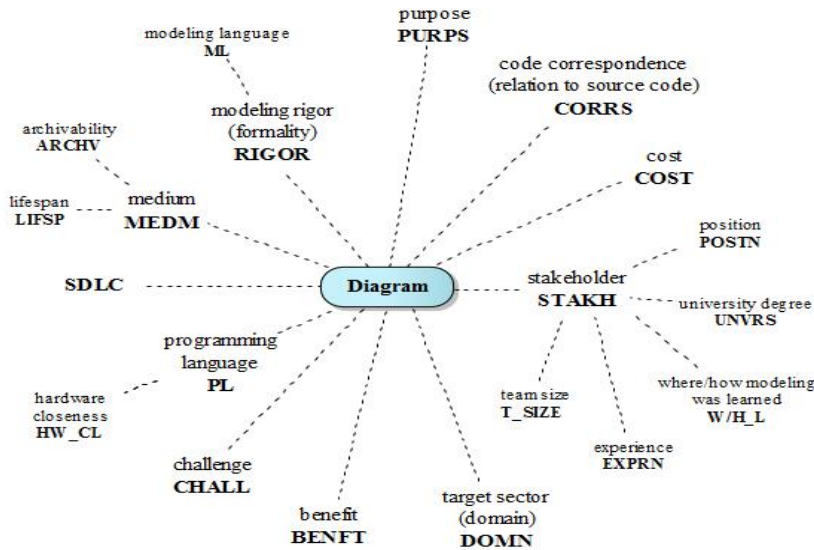 purpose
PURPS
modeling language
ML
code correspondence
(relation to source code)
CORRS
modeling rigor
(formality)
RIGOR
archivability
ARCHV
cost
COST
lifespan
LIFSP
medium
MEDM
position
POSTN
SDLC
Diagram
stakeholder
STAKH
university degree
UNVRS
programming
language
PL
hardware
closeness
HW_CL
team size
T_SIZE
where/how modeling
was learned
W/H_L
experience
EXPRN
challenge
CHALL
benefit
BENFT
target sector
(domain)
DOMN